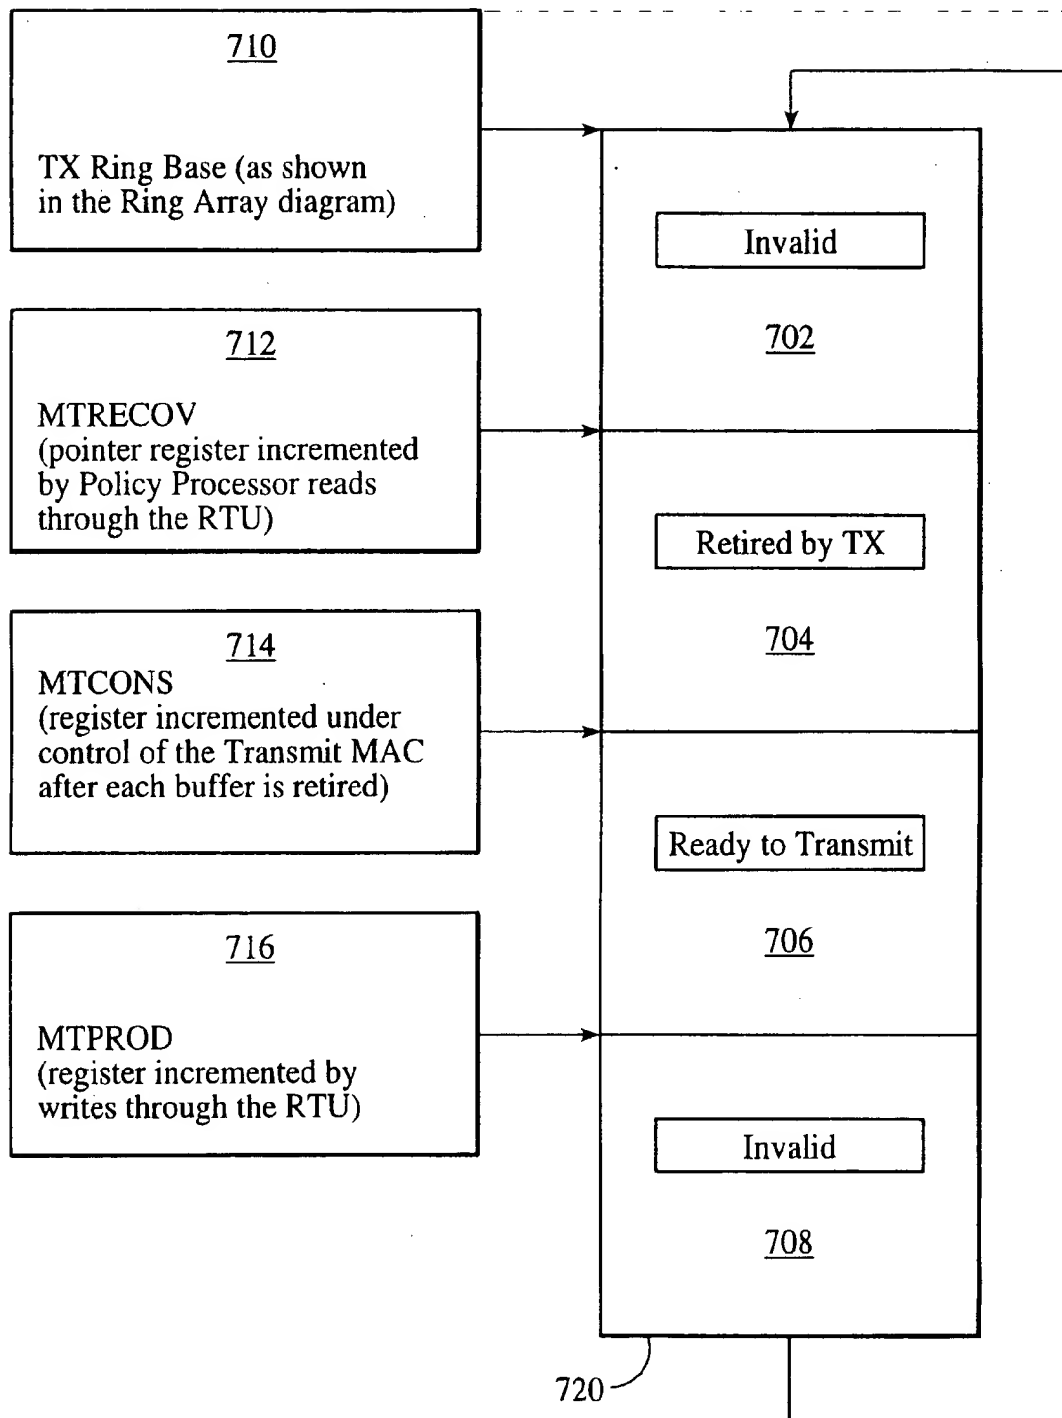 710
TX Ring Base (as shown
in the Ring Array diagram)
712
MTRECOV
(pointer register incremented
by Policy Processor reads
through the RTU)
714
MTCONS
(register incremented under
control of the Transmit MAC
after each buffer is retired)
716
MTPROD
(register incremented by
writes through the RTU)
Invalid
702
Retired by TX
704
Ready to Transmit
706
Invalid
708
720